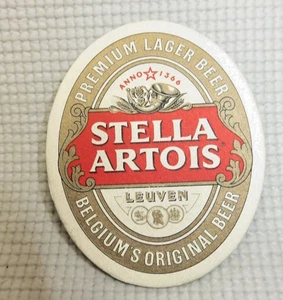 PREMIUM LAGER BEER
ANNO ☆ 1366
STELLA
ARTOIS
LEUVEN
BELGIUM'S ORIGINAL BEER